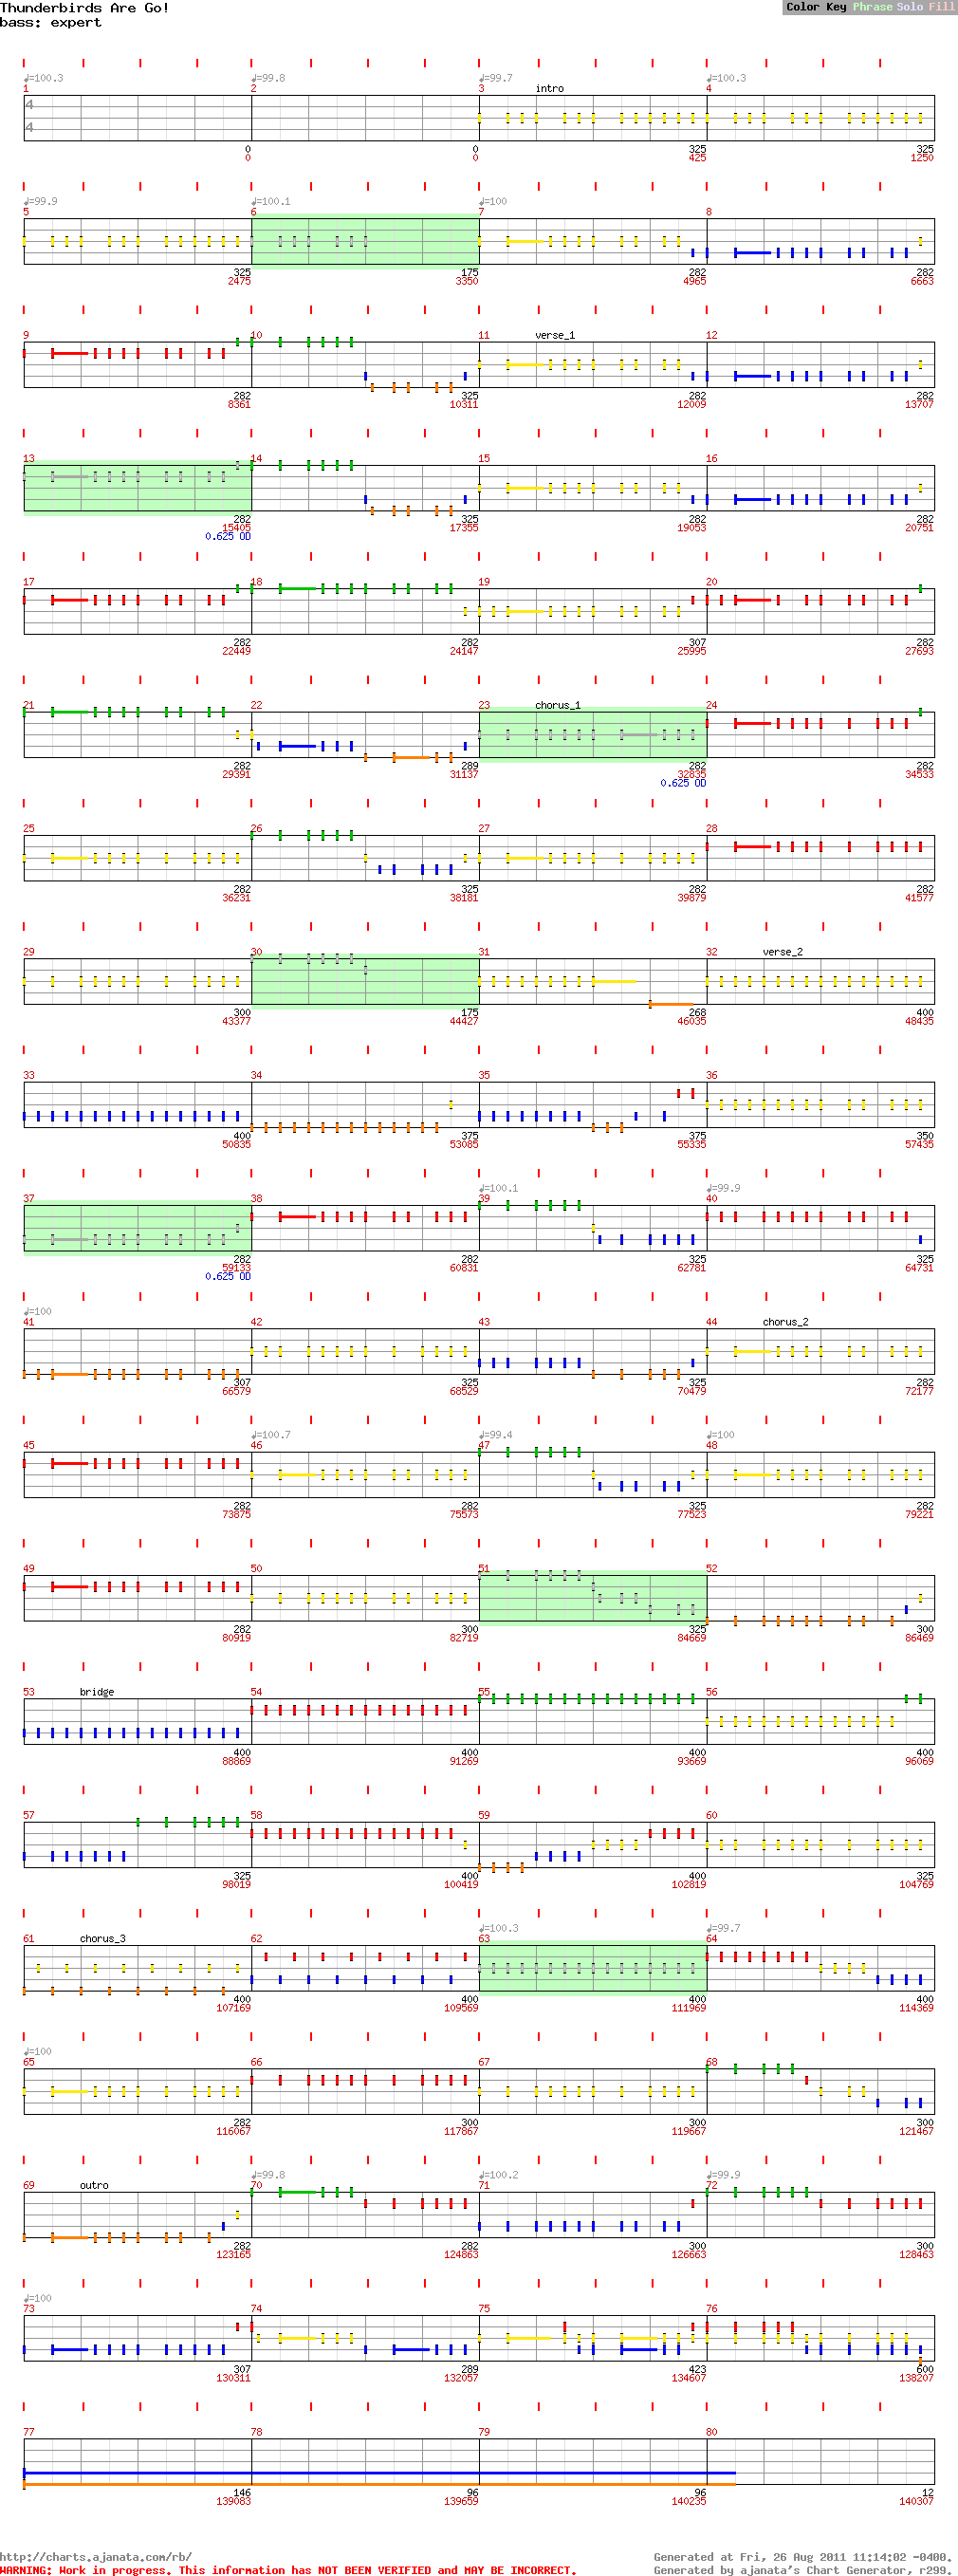 Thunderbirds Are Go!
bass: expert
Color Key Phrase Solo Fill
♩=100.3 ♩=99.8 ♩=99.7 ♩=100.3
1 2 3 intro 4
4
4
0 0 325 325
0 0 425 1250
♩=99.9 ♩=100.1 ♩=100
5 6 7 8
325 175 282 282
2475 3350 4965 6663
9 10 11 verse_1 12
282 325 282 282
8361 10311 12009 13707
13 14 15 16
282 325 282 282
15405 17355 19053 20751
0.625 OD
17 18 19 20
282 282 307 282
22449 24147 25995 27693
21 22 23 chorus_1 24
282 289 282 282
29391 31137 32835 34533
0.625 OD
25 26 27 28
282 325 282 282
36231 38181 39879 41577
29 30 31 32 verse_2
300 175 268 400
43377 44427 46035 48435
33 34 35 36
400 375 375 350
50835 53085 55335 57435
♩=100.1 ♩=99.9
37 38 39 40
282 282 325 325
59133 60831 62781 64731
0.625 OD
♩=100
41 42 43 44 chorus_2
307 325 325 282
66579 68529 70479 72177
♩=100.7 ♩=99.4 ♩=100
45 46 47 48
282 282 325 282
73875 75573 77523 79221
49 50 51 52
282 300 325 300
80919 82719 84669 86469
53 bridge 54 55 56
400 400 400 400
88869 91269 93669 96069
57 58 59 60
325 400 400 325
98019 100419 102819 104769
♩=100.3 ♩=99.7
61 chorus_3 62 63 64
400 400 400 400
107169 109569 111969 114369
♩=100
65 66 67 68
282 300 300 300
116067 117867 119667 121467
♩=99.8 ♩=100.2 ♩=99.9
69 outro 70 71 72
282 282 300 300
123165 124863 126663 128463
♩=100
73 74 75 76
307 289 423 600
130311 132057 134607 138207
77 78 79 80
146 96 96 12
139083 139659 140235 140307
http://charts.ajanata.com/rb/ Generated at Fri, 26 Aug 2011 11:14:02 -0400.
WARNING: Work in progress. This information has NOT BEEN VERIFIED and MAY BE INCORRECT. Generated by ajanata's Chart Generator, r299.